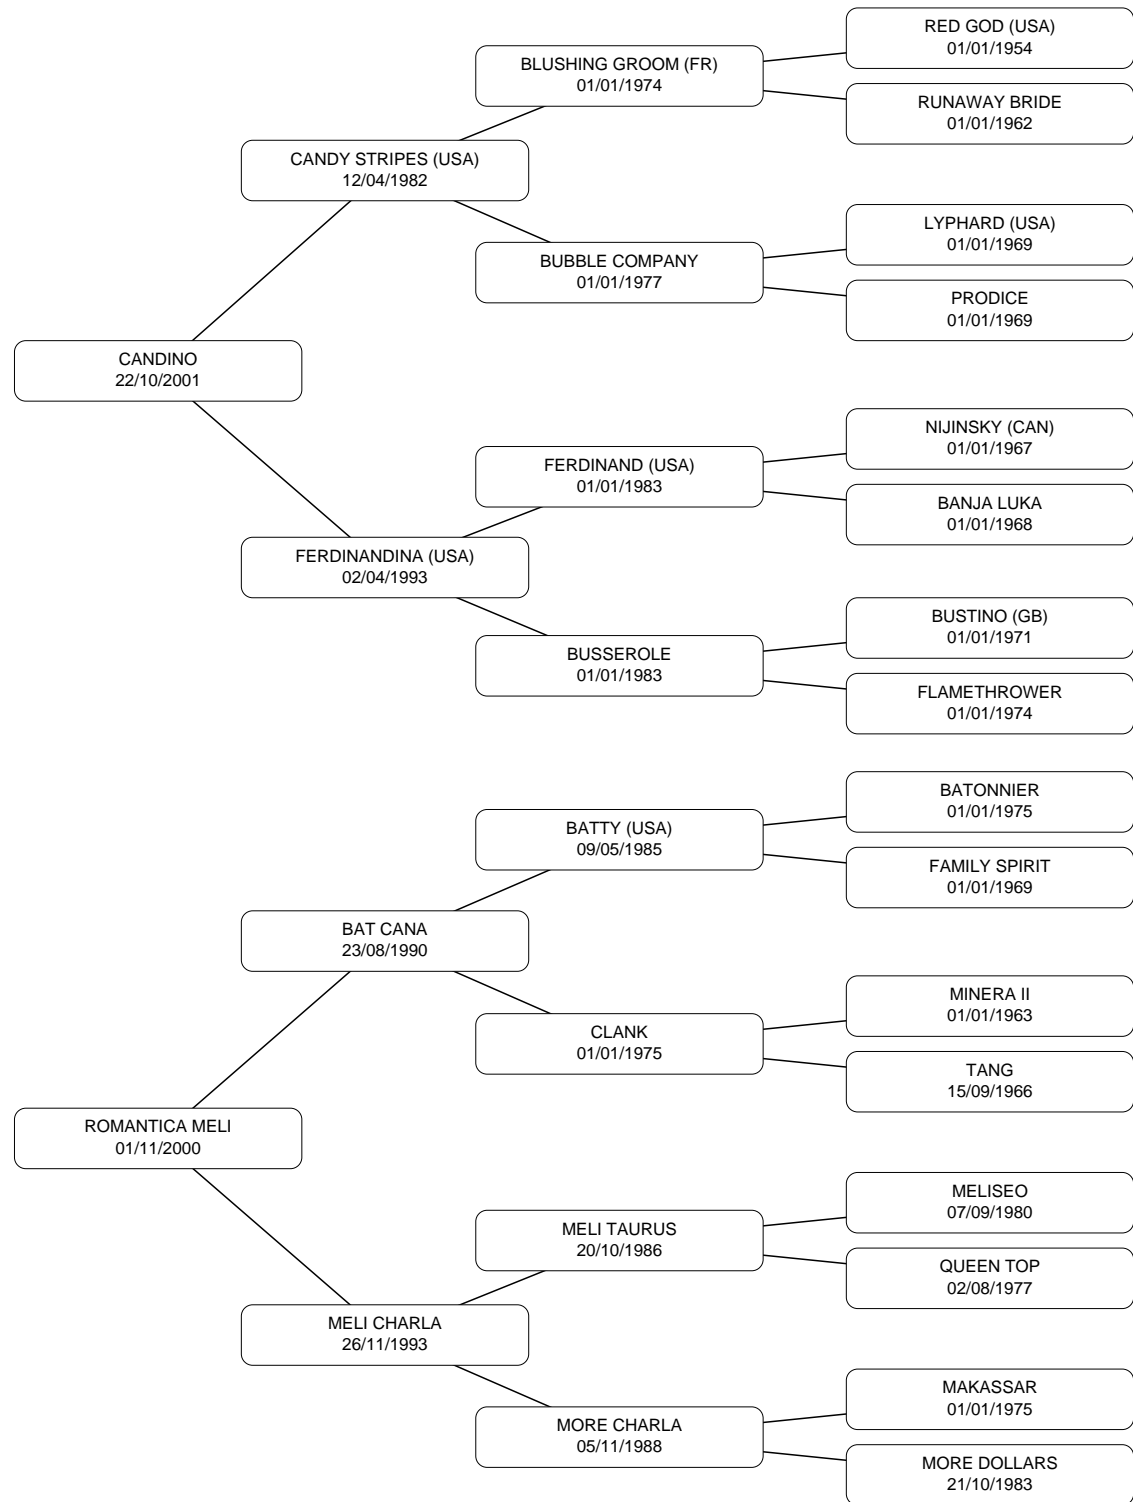 RED GOD (USA)
01/01/1954
BLUSHING GROOM (FR)
01/01/1974
RUNAWAY BRIDE
01/01/1962
CANDY STRIPES (USA)
12/04/1982
LYPHARD (USA)
01/01/1969
BUBBLE COMPANY
01/01/1977
PRODICE
01/01/1969
CANDINO
22/10/2001
NIJINSKY (CAN)
01/01/1967
FERDINAND (USA)
01/01/1983
BANJA LUKA
01/01/1968
FERDINANDINA (USA)
02/04/1993
BUSTINO (GB)
01/01/1971
BUSSEROLE
01/01/1983
FLAMETHROWER
01/01/1974
BATONNIER
01/01/1975
BATTY (USA)
09/05/1985
FAMILY SPIRIT
01/01/1969
BAT CANA
23/08/1990
MINERA II
01/01/1963
CLANK
01/01/1975
TANG
15/09/1966
ROMANTICA MELI
01/11/2000
MELISEO
07/09/1980
MELI TAURUS
20/10/1986
QUEEN TOP
02/08/1977
MELI CHARLA
26/11/1993
MAKASSAR
01/01/1975
MORE CHARLA
05/11/1988
MORE DOLLARS
21/10/1983